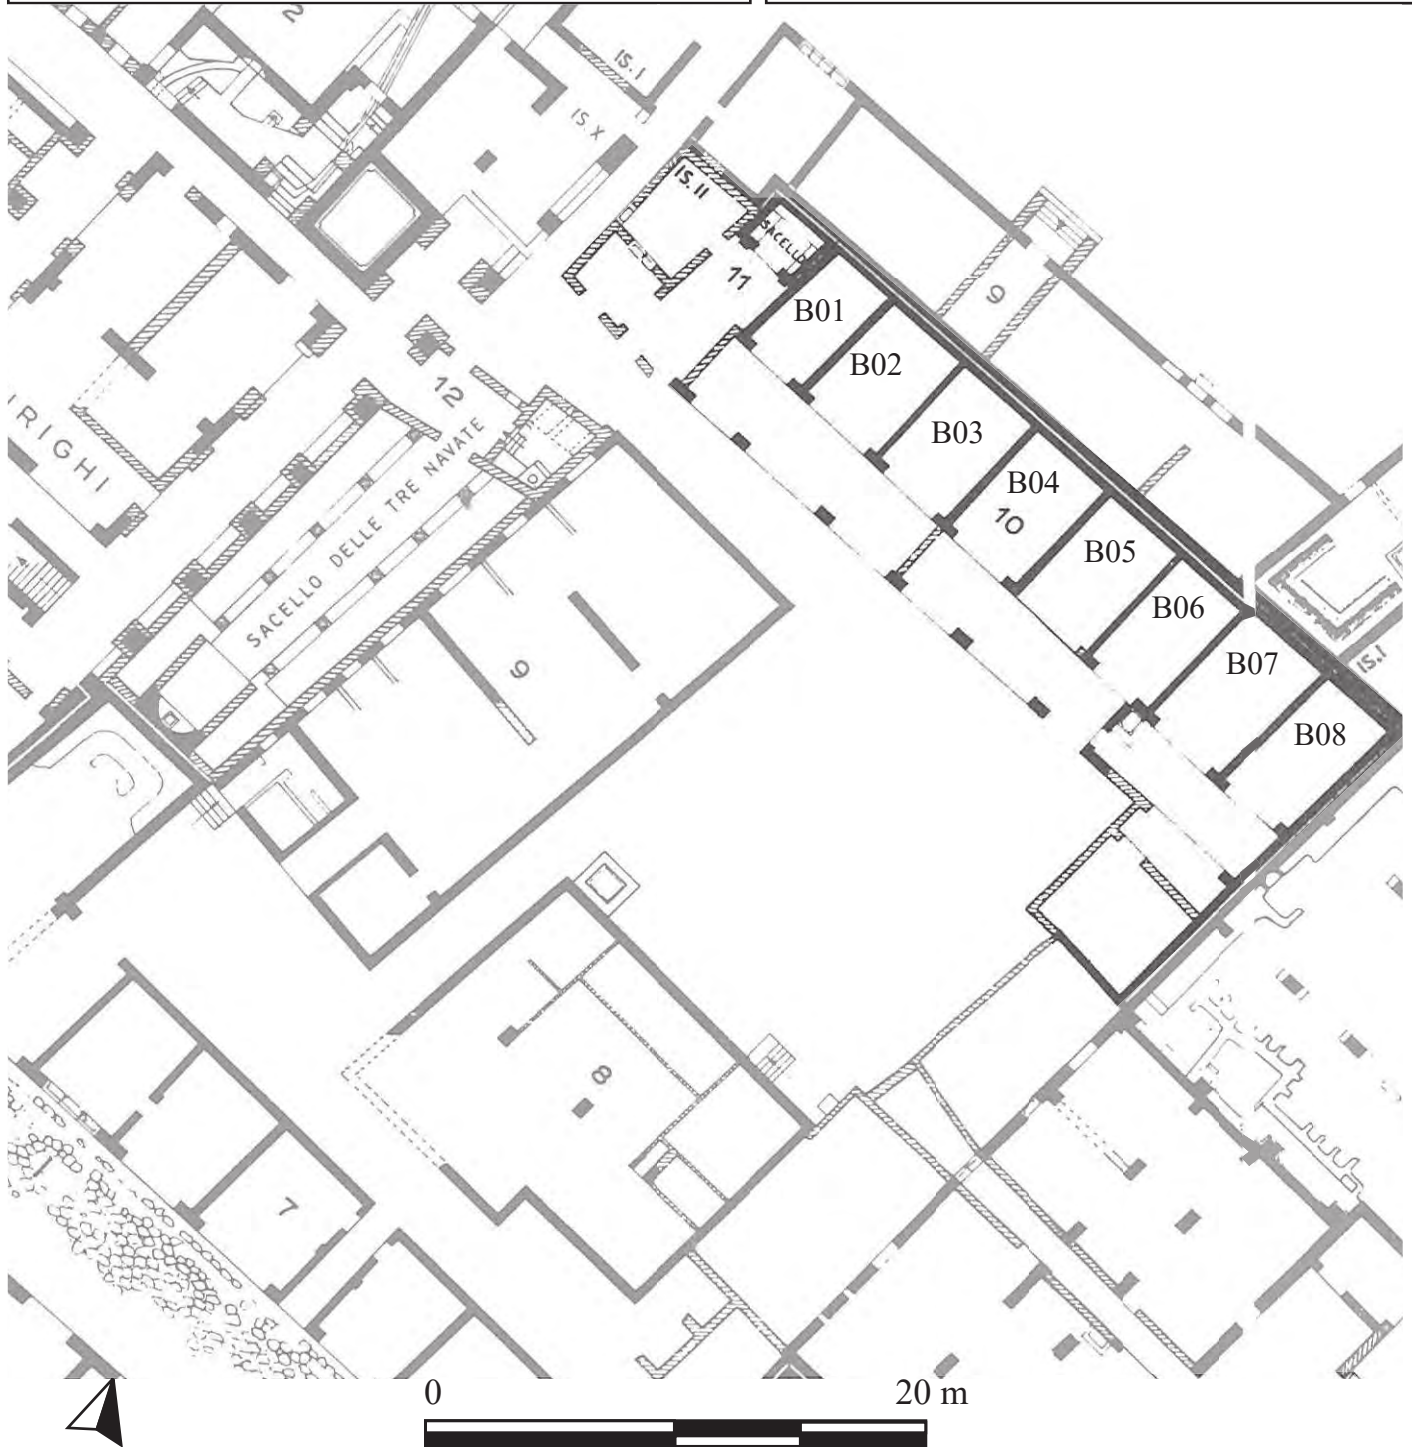 2
IS. I
IS. X
IS. II
SACELLO
11
9
B01
B02
12
B03
RIGHI
B04
10
SACELLO DELLE TRE NAVATE
B05
B06
9
B07
IS. I
B08
8
7
0 20 m